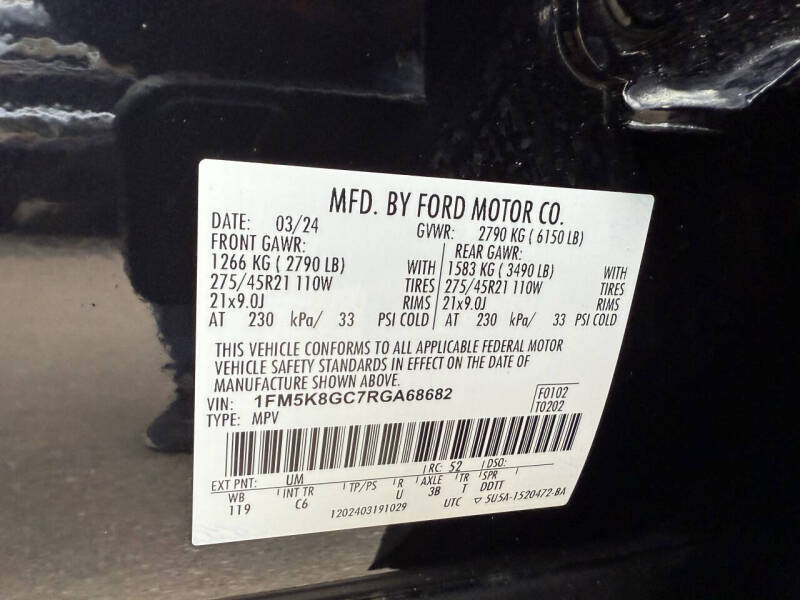 MFD. BY FORD MOTOR CO.
DATE: 03/24 GVWR: 2790 KG ( 6150 LB)
FRONT GAWR: REAR GAWR:
1266 KG ( 2790 LB) WITH 1583 KG ( 3490 LB) WITH
275/45R21 110W TIRES 275/45R21 110W TIRES
21x9.0J RIMS 21x9.0J RIMS
AT 230 kPa/ 33 PSI COLD AT 230 kPa/ 33 PSI COLD
THIS VEHICLE CONFORMS TO ALL APPLICABLE FEDERAL MOTOR
VEHICLE SAFETY STANDARDS IN EFFECT ON THE DATE OF
MANUFACTURE SHOWN ABOVE.
VIN: 1FM5K8GC7RGA68682 F0102
TYPE: MPV T0202
EXT PNT: UM RC: 52 DSO:
WB INT TR TP/PS R AXLE TR SPR
119 C6 U 3B T DDTT
1202403191029 UTC ▽ 5U5A-1520472-BA